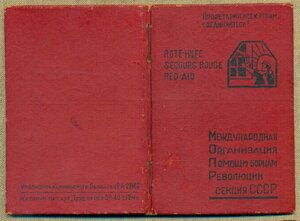 ПРОЛЕТАРИИ ВСЕХ СТРАН,
СОЕДИНЯЙТЕСЬ!
ROTE HILFE
SECOURS ROUGE
RED AID
МЕЖДУНАРОДНАЯ
ОРГАНИЗАЦИЯ
ПОМОЩИ БОРЦАМ
РЕВОЛЮЦИИ
СЕКЦИЯ СССР